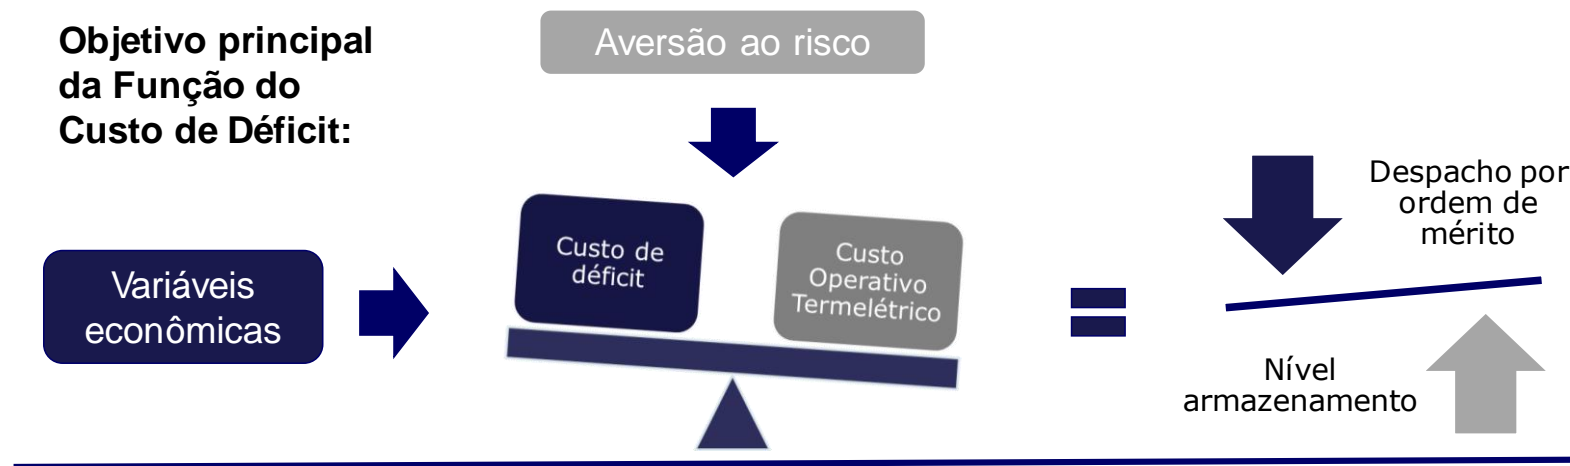 Objetivo principal
da Função do
Custo de Déficit:
Aversão ao risco
Variáveis
econômicas
Custo de
déficit
Custo
Operativo
Termelétrico
Despacho por
ordem de
mérito
Nível
armazenamento